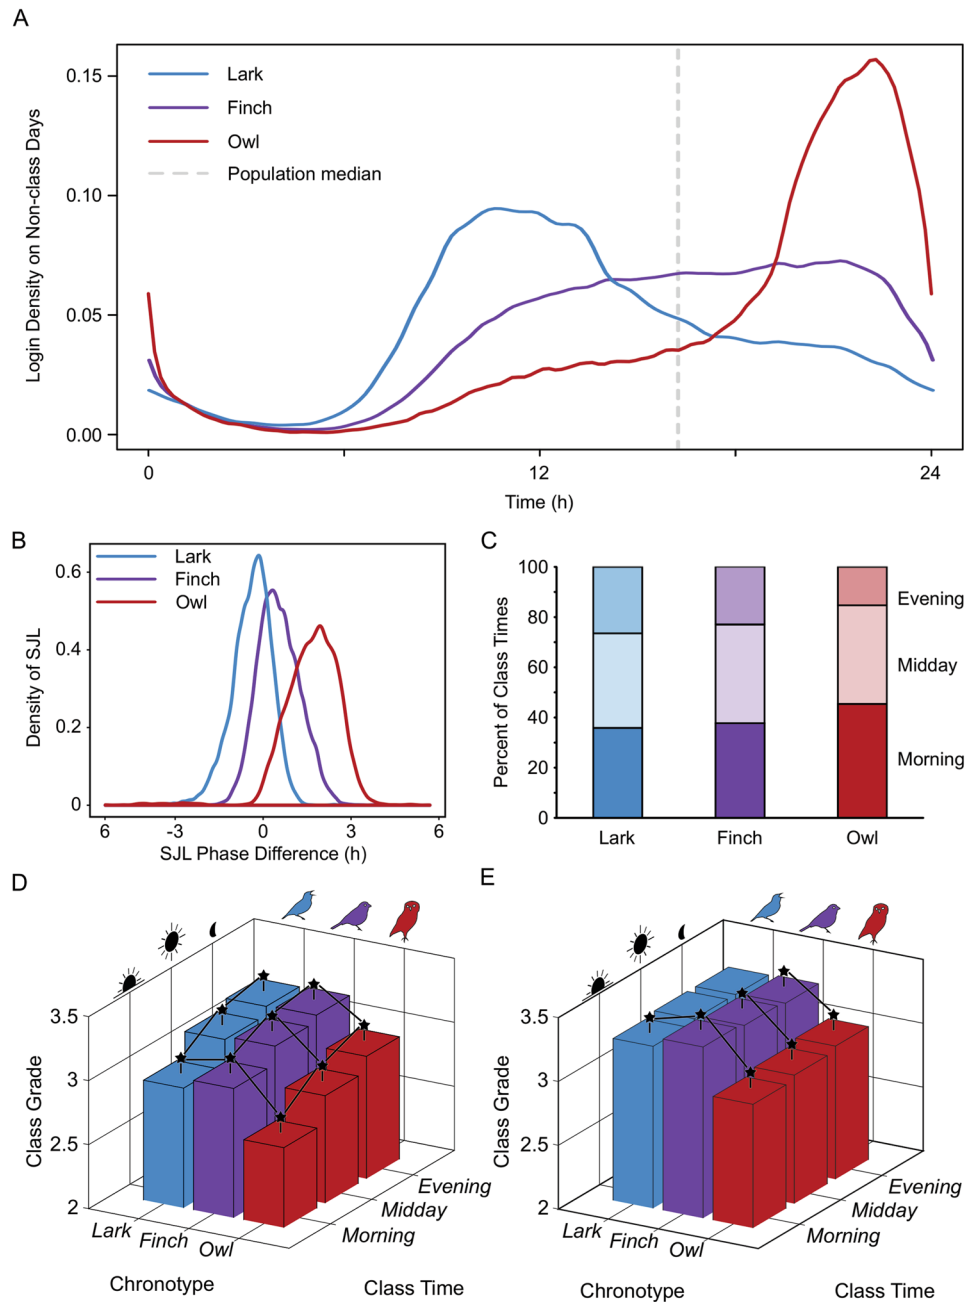 A
Login Density on Non-class Days
0.15
0.10
0.05
0.00
Lark
Finch
Owl
Population median
0
12
24
Time (h)
B
Density of SJL
0.6
0.4
0.2
0
Lark
Finch
Owl
6
-3
0
3
6
SJL Phase Difference (h)
C
Percent of Class Times
100
80
60
40
20
0
Evening
Midday
Morning
Lark
Finch
Owl
D
Class Grade
3.5
3
2.5
2
Lark
Finch
Owl
Morning
Midday
Evening
Chronotype
Class Time
E
Class Grade
3.5
3
2.5
2
Lark
Finch
Owl
Morning
Midday
Evening
Chronotype
Class Time